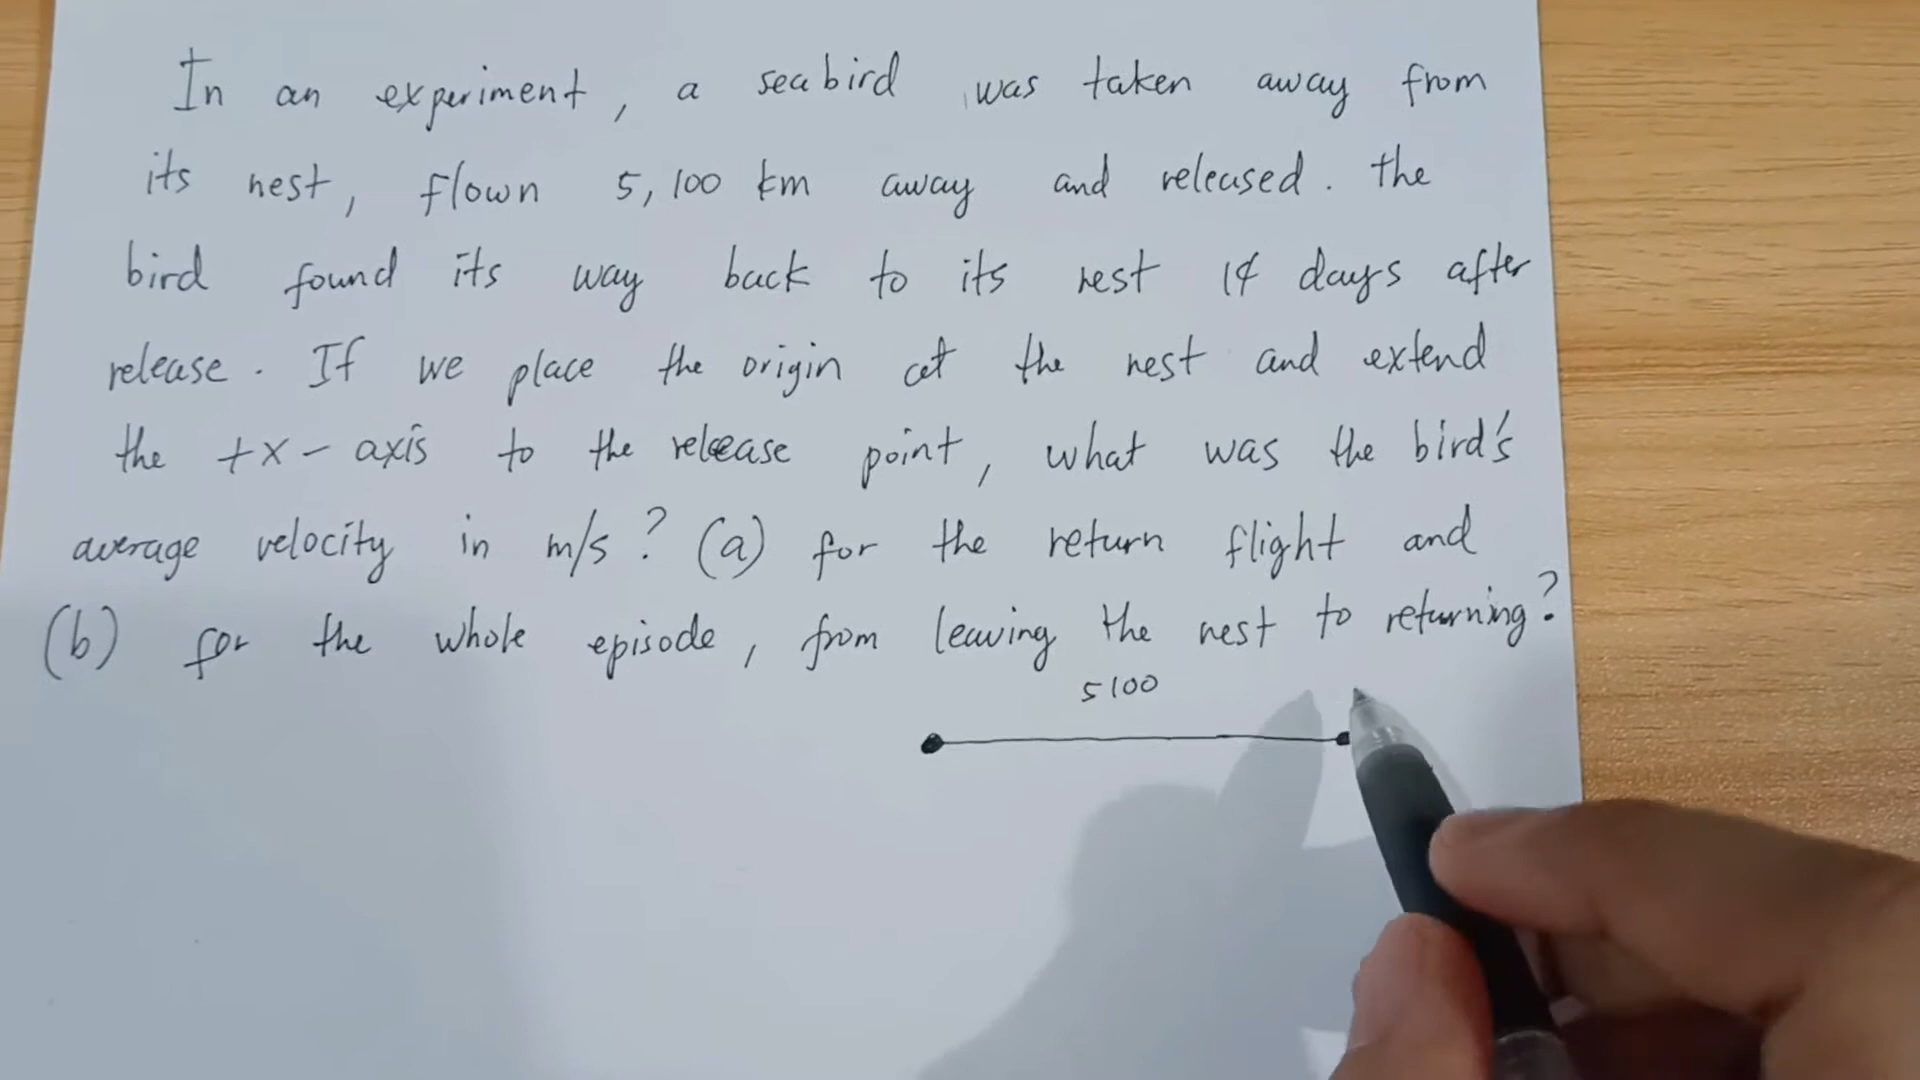 In an experiment, a seabird was taken away from
its nest, flown 5,100 km away and released. the
bird found its way back to its nest 14 days after
release. If we place the origin at the nest and extend
the +x-axis to the release point, what was the bird's
average velocity in m/s? (a) for the return flight and
(b) for the whole episode, from leaving the nest to returning?
5100